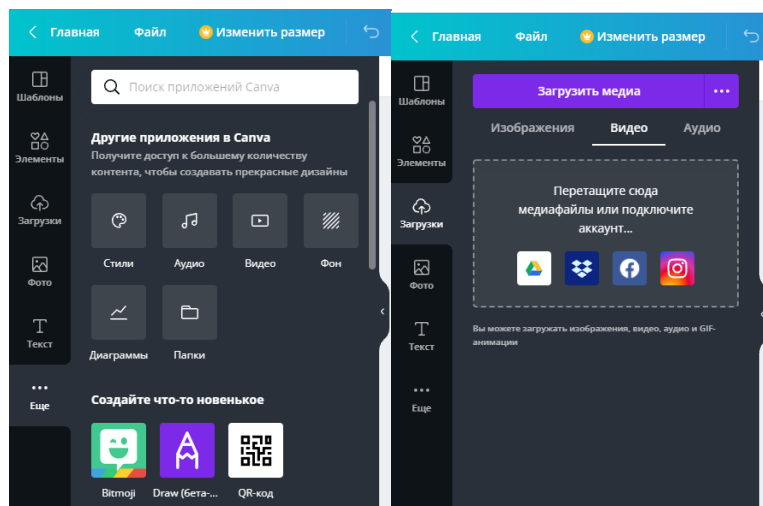 Главная Файл Изменить размер
Поиск приложений Canva
Шаблоны
Элементы
Загрузки
Фото
Текст
Еще
Другие приложения в Canva
Получите доступ к большему количеству
контента, чтобы создавать прекрасные дизайны
Стили Аудио Видео Фон
Диаграммы Папки
Создайте что-то новенькое
Bitmoji Draw (бета-... QR-код
Главная Файл Изменить размер
Шаблоны
Элементы
Загрузки
Фото
Текст
Еще
Загрузить медиа
Изображения Видео Аудио
Перетащите сюда
медиафайлы или подключите
аккаунт...
Вы можете загружать изображения, видео, аудио и GIF-
анимации